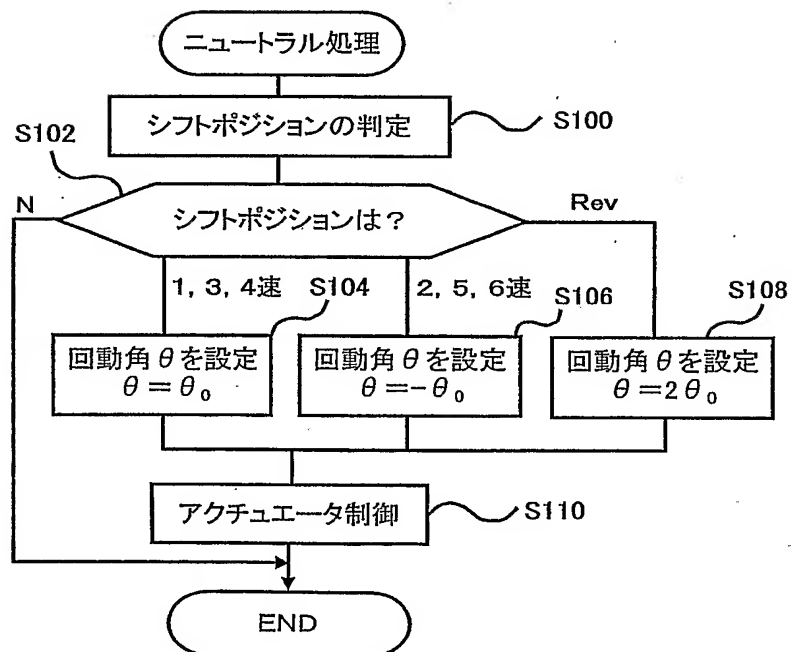 ニュートラル処理
シフトポジションの判定
S100
S102
シフトポジションは？
N
Rev
1，3，4速
S104
2，5，6速
S106
S108
回動角θを設定
θ＝θ₀
回動角θを設定
θ＝-θ₀
回動角θを設定
θ＝2θ₀
アクチュエータ制御
S110
END